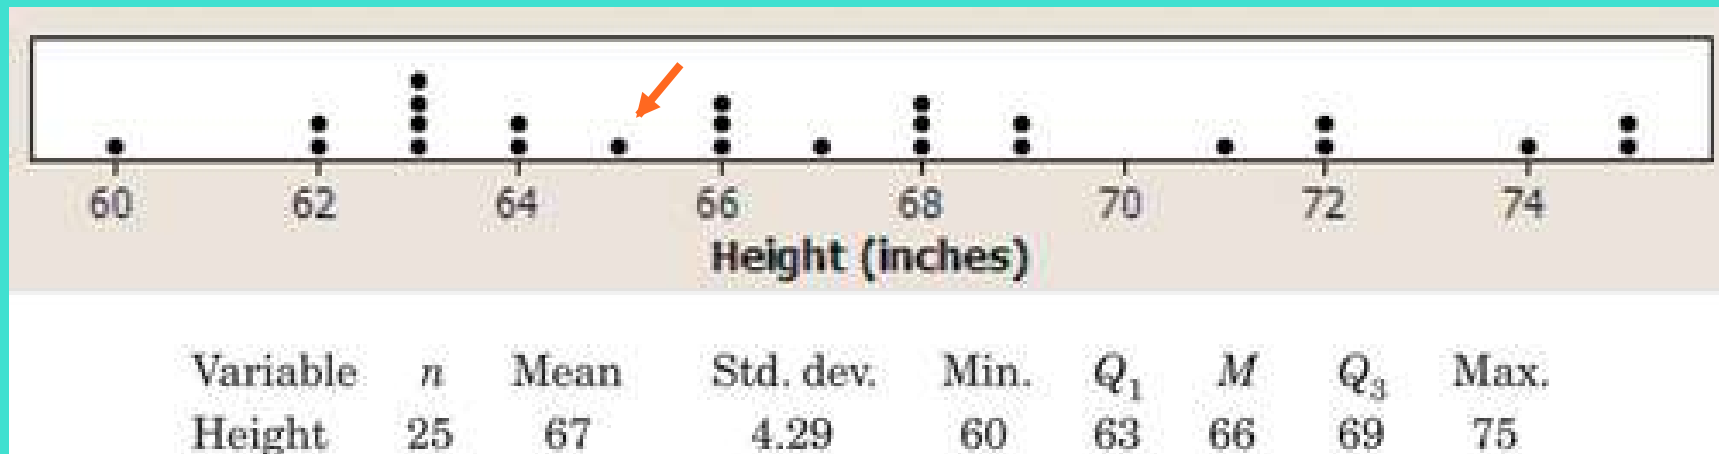 60 62 64 66 68 70 72 74
Height (inches)
Variable n Mean Std. dev. Min. Q₁ M Q₃ Max.
Height 25 67 4.29 60 63 66 69 75